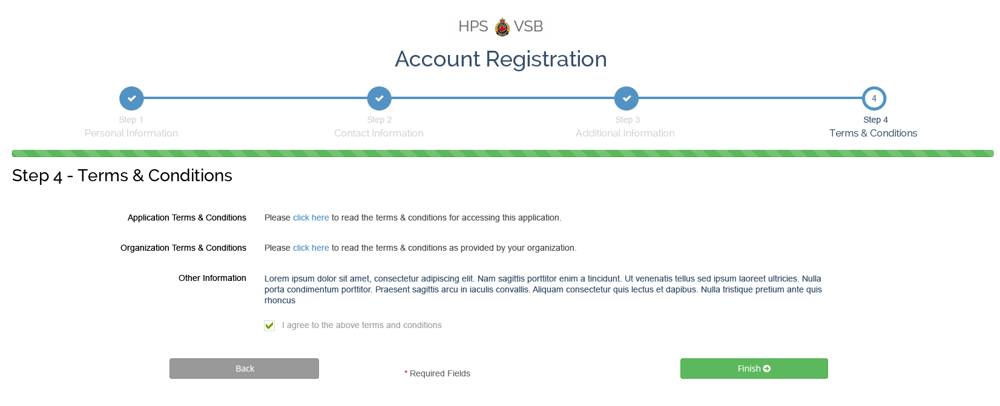 HPS VSB
Account Registration
4
Step 1
Step 2
Step 3
Step 4
Personal Information
Contact Information
Additional Information
Terms & Conditions
Step 4 - Terms & Conditions
Application Terms & Conditions
Please click here to read the terms & conditions for accessing this application.
Organization Terms & Conditions
Please click here to read the terms & conditions as provided by your organization.
Other Information
Lorem ipsum dolor sit amet, consectetur adipiscing elit. Nam sagittis porttitor enim a tincidunt. Ut venenatis tellus sed ipsum laoreet ultricies. Nulla
porta condimentum porttitor. Praesent sagittis arcu in iaculis convallis. Aliquam consectetur quis lectus et dapibus. Nulla tristique pretium ante quis
rhoncus
I agree to the above terms and conditions
Back
* Required Fields
Finish